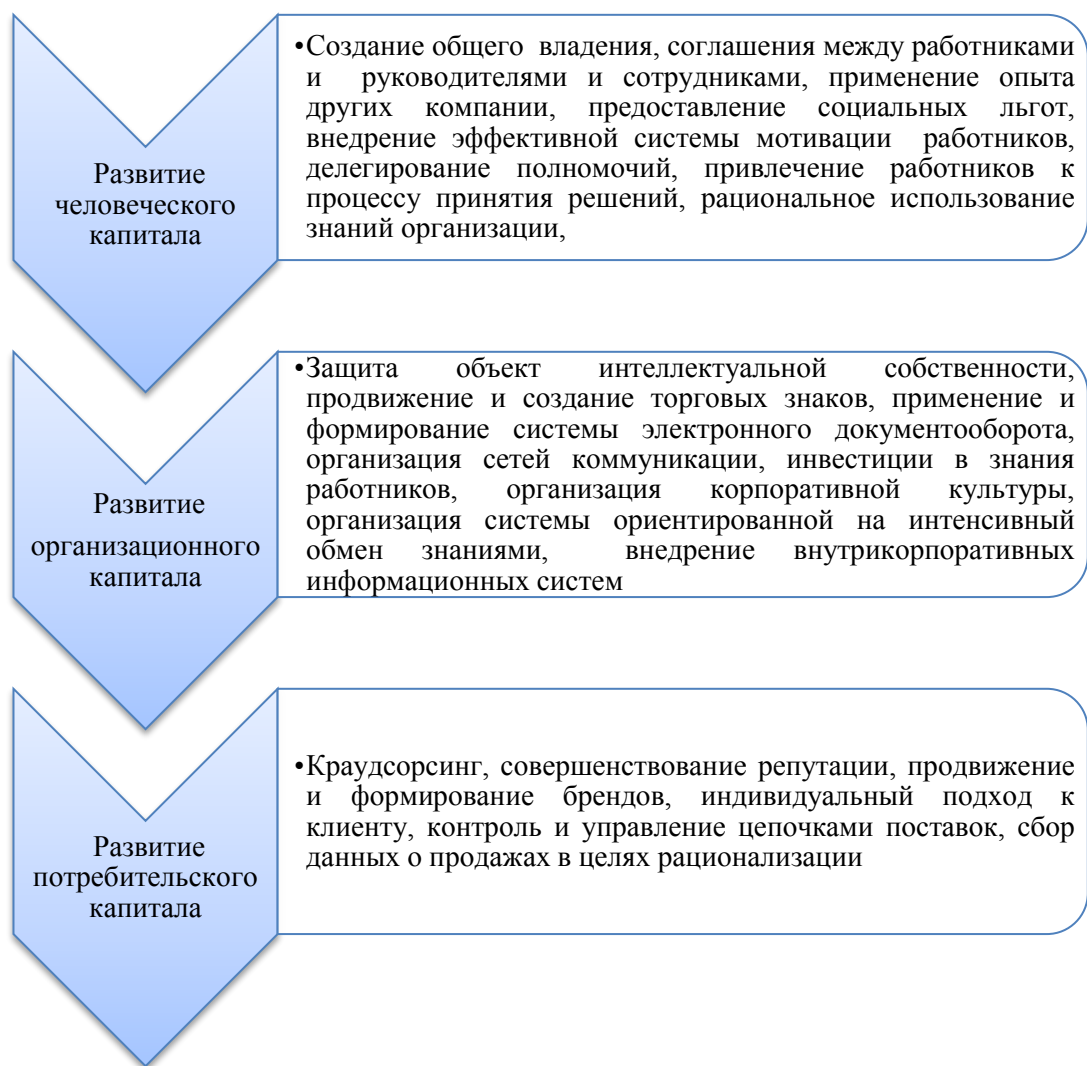 Развитие
человеческого
капитала
•Создание общего владения, соглашения между работниками
и руководителями и сотрудниками, применение опыта
других компании, предоставление социальных льгот,
внедрение эффективной системы мотивации работников,
делегирование полномочий, привлечение работников к
процессу принятия решений, рациональное использование
знаний организации,
Развитие
организационного
капитала
•Защита объект интеллектуальной собственности,
продвижение и создание торговых знаков, применение и
формирование системы электронного документооборота,
организация сетей коммуникации, инвестиции в знания
работников, организация корпоративной культуры,
организация системы ориентированной на интенсивный
обмен знаниями, внедрение внутрикорпоративных
информационных систем
Развитие
потребительского
капитала
•Краудсорсинг, совершенствование репутации, продвижение
и формирование брендов, индивидуальный подход к
клиенту, контроль и управление цепочками поставок, сбор
данных о продажах в целях рационализации